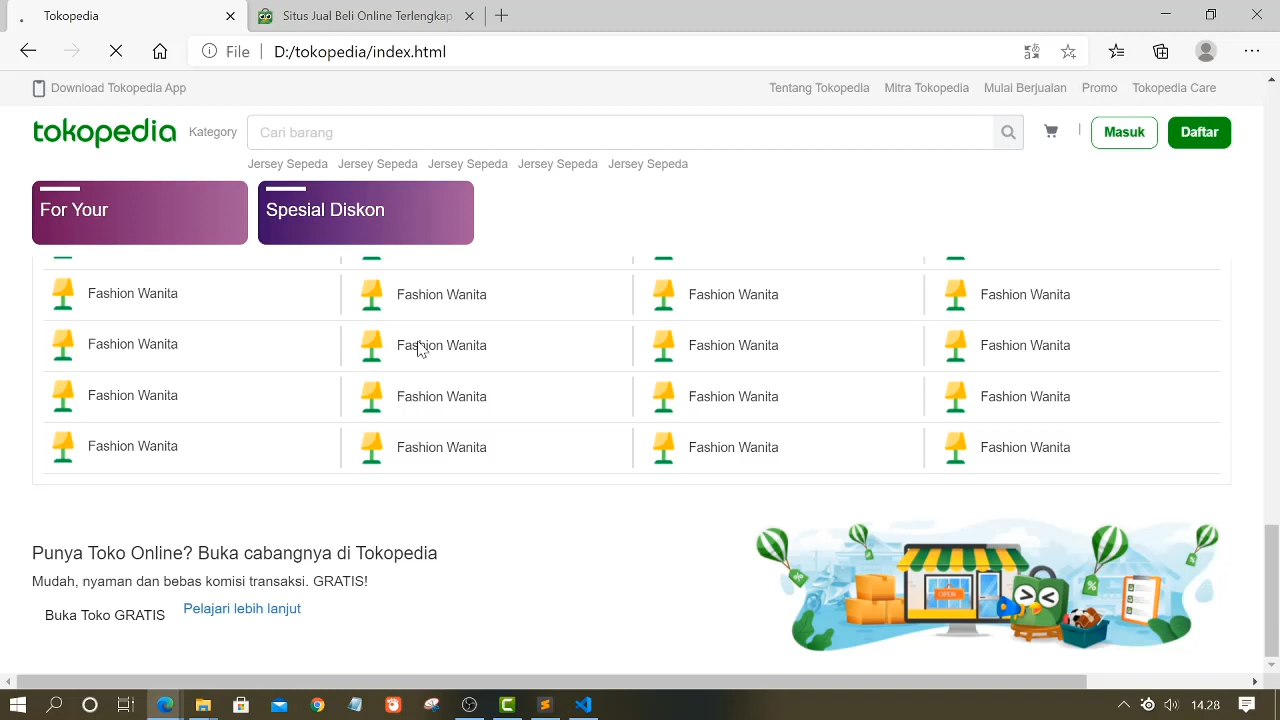 Tokopedia
Situs Jual Beli Online Terlengkap
File
D:/tokopedia/index.html
Download Tokopedia App
Tentang Tokopedia
Mitra Tokopedia
Mulai Berjualan
Promo
Tokopedia Care
tokopedia
Kategory
Cari barang
Masuk
Daftar
Jersey Sepeda Jersey Sepeda Jersey Sepeda Jersey Sepeda Jersey Sepeda
For Your
Spesial Diskon
Fashion Wanita Fashion Wanita Fashion Wanita Fashion Wanita
Fashion Wanita Fashion Wanita Fashion Wanita Fashion Wanita
Fashion Wanita Fashion Wanita Fashion Wanita Fashion Wanita
Fashion Wanita Fashion Wanita Fashion Wanita Fashion Wanita
Punya Toko Online? Buka cabangnya di Tokopedia
Mudah, nyaman dan bebas komisi transaksi. GRATIS!
Buka Toko GRATIS
Pelajari lebih lanjut
OPEN
14.28